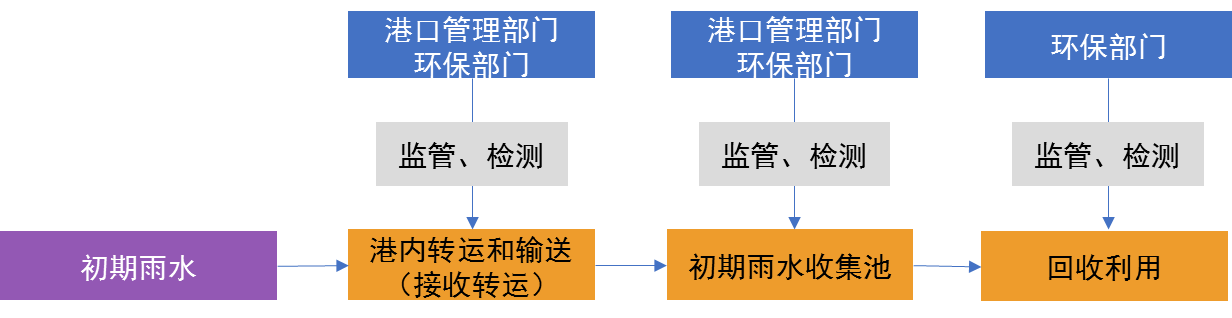 港口管理部门
环保部门
港口管理部门
环保部门
环保部门
监管、检测
监管、检测
监管、检测
初期雨水
港内转运和输送
（接收转运）
初期雨水收集池
回收利用